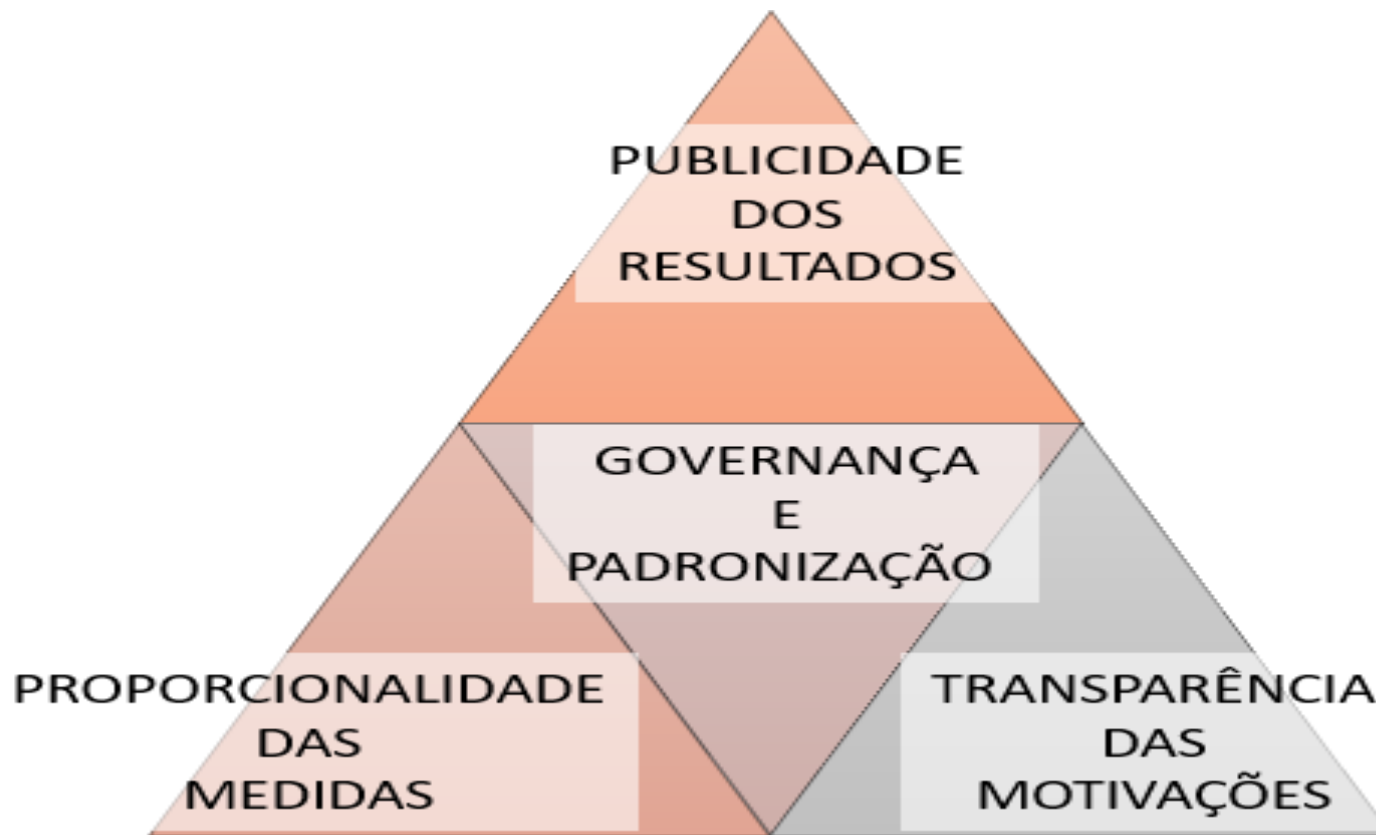 PUBLICIDADE
DOS
RESULTADOS
GOVERNANÇA
E
PADRONIZAÇÃO
PROPORCIONALIDADE
DAS
MEDIDAS
TRANSPARÊNCIA
DAS
MOTIVAÇÕES